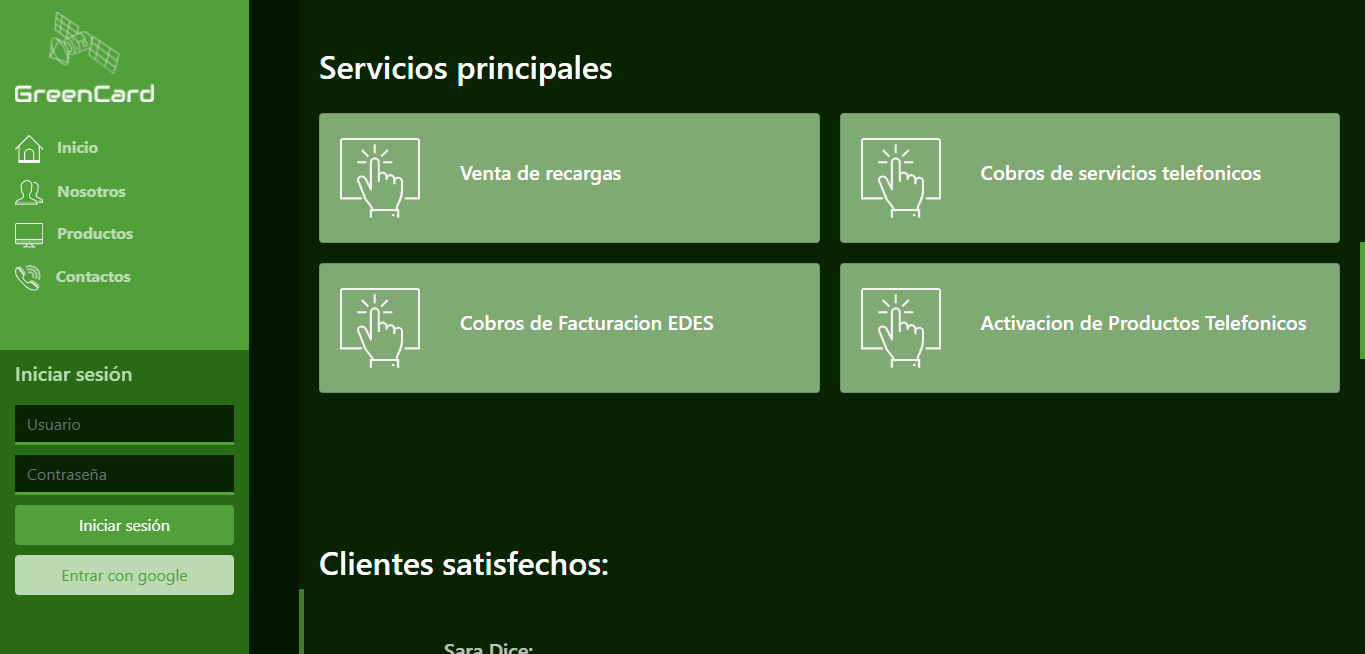 GreenCard
Inicio
Nosotros
Productos
Contactos
Iniciar sesión
Usuario
Contraseña
Iniciar sesión
Entrar con google
Servicios principales
Venta de recargas
Cobros de servicios telefonicos
Cobros de Facturacion EDES
Activacion de Productos Telefonicos
Clientes satisfechos:
Sara Dice: